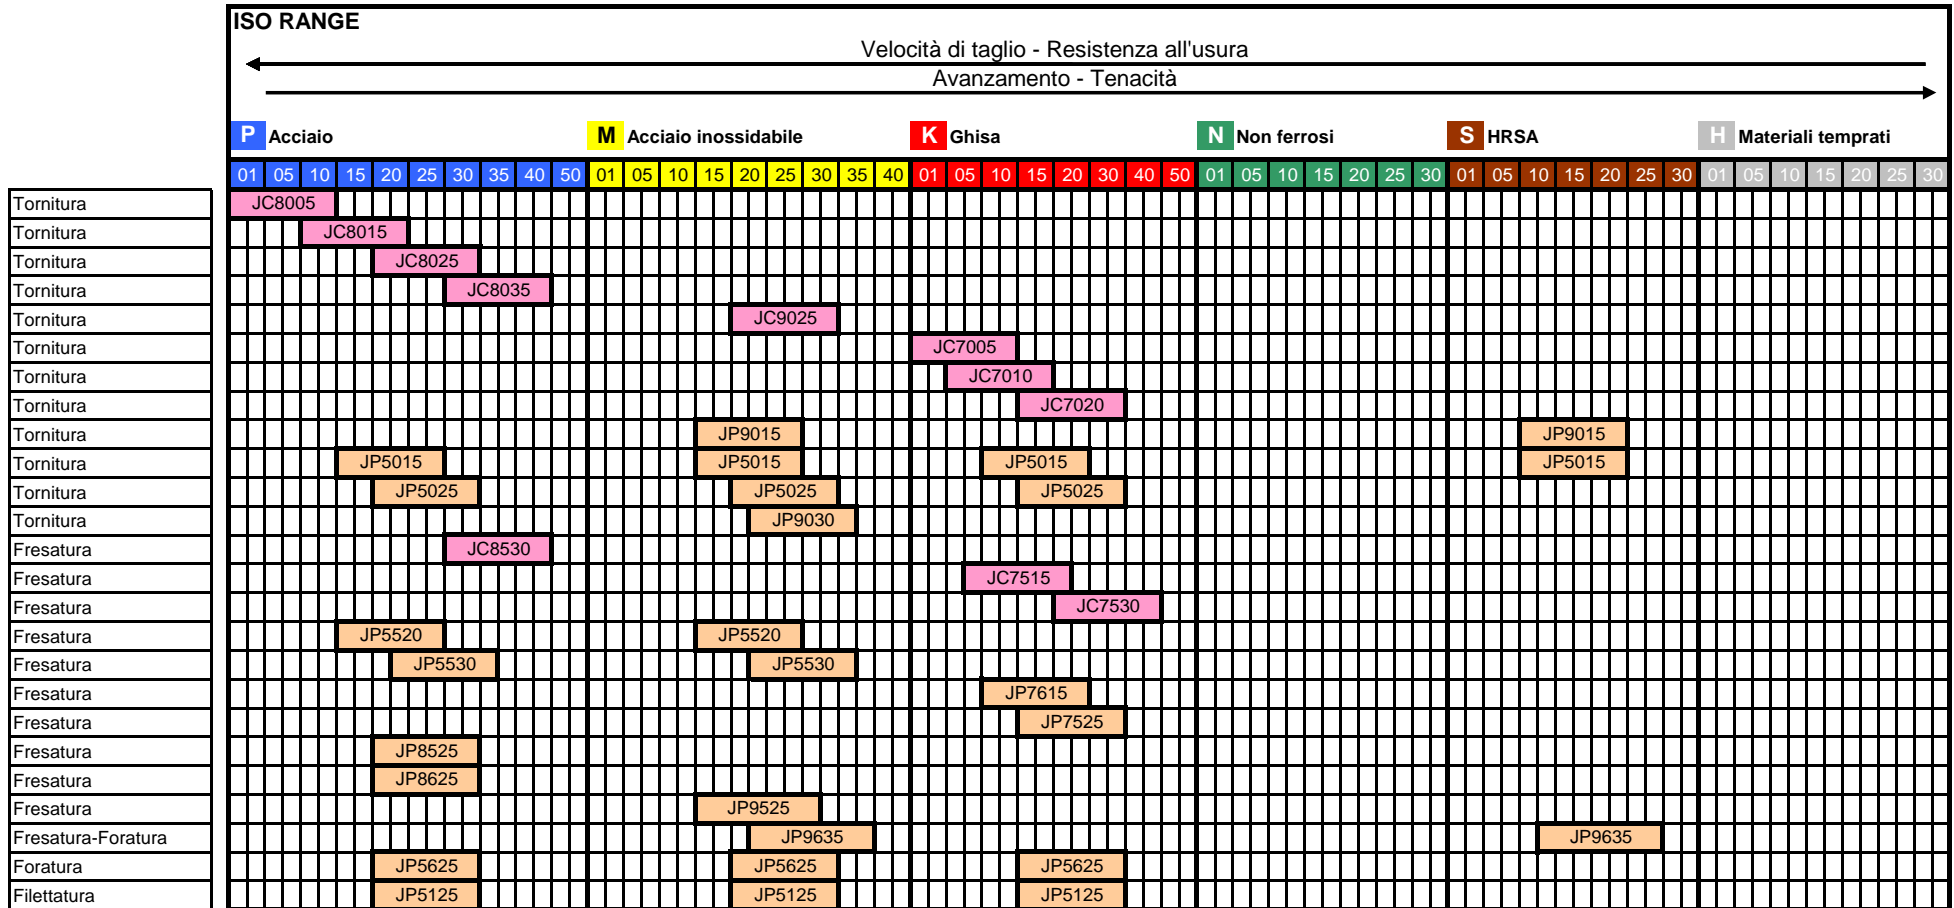 ISO RANGE
Velocità di taglio - Resistenza all'usura
Avanzamento - Tenacità
P Acciaio M Acciaio inossidabile K Ghisa N Non ferrosi S HRSA H Materiali temprati
01 05 10 15 20 25 30 35 40 50 01 05 10 15 20 25 30 35 40 01 05 10 15 20 30 40 50 01 05 10 15 20 25 30 01 05 10 15 20 25 30 01 05 10 15 20 25 30
Tornitura JC8005
Tornitura JC8015
Tornitura JC8025
Tornitura JC8035
Tornitura JC9025
Tornitura JC7005
Tornitura JC7010
Tornitura JC7020
Tornitura JP9015 JP9015
Tornitura JP5015 JP5015 JP5015 JP5015
Tornitura JP5025 JP5025 JP5025
Tornitura JP9030
Fresatura JC8530
Fresatura JC7515
Fresatura JC7530
Fresatura JP5520 JP5520
Fresatura JP5530 JP5530
Fresatura JP7615
Fresatura JP7525
Fresatura JP8525
Fresatura JP8625
Fresatura JP9525
Fresatura-Foratura JP9635 JP9635
Foratura JP5625 JP5625 JP5625
Filettatura JP5125 JP5125 JP5125